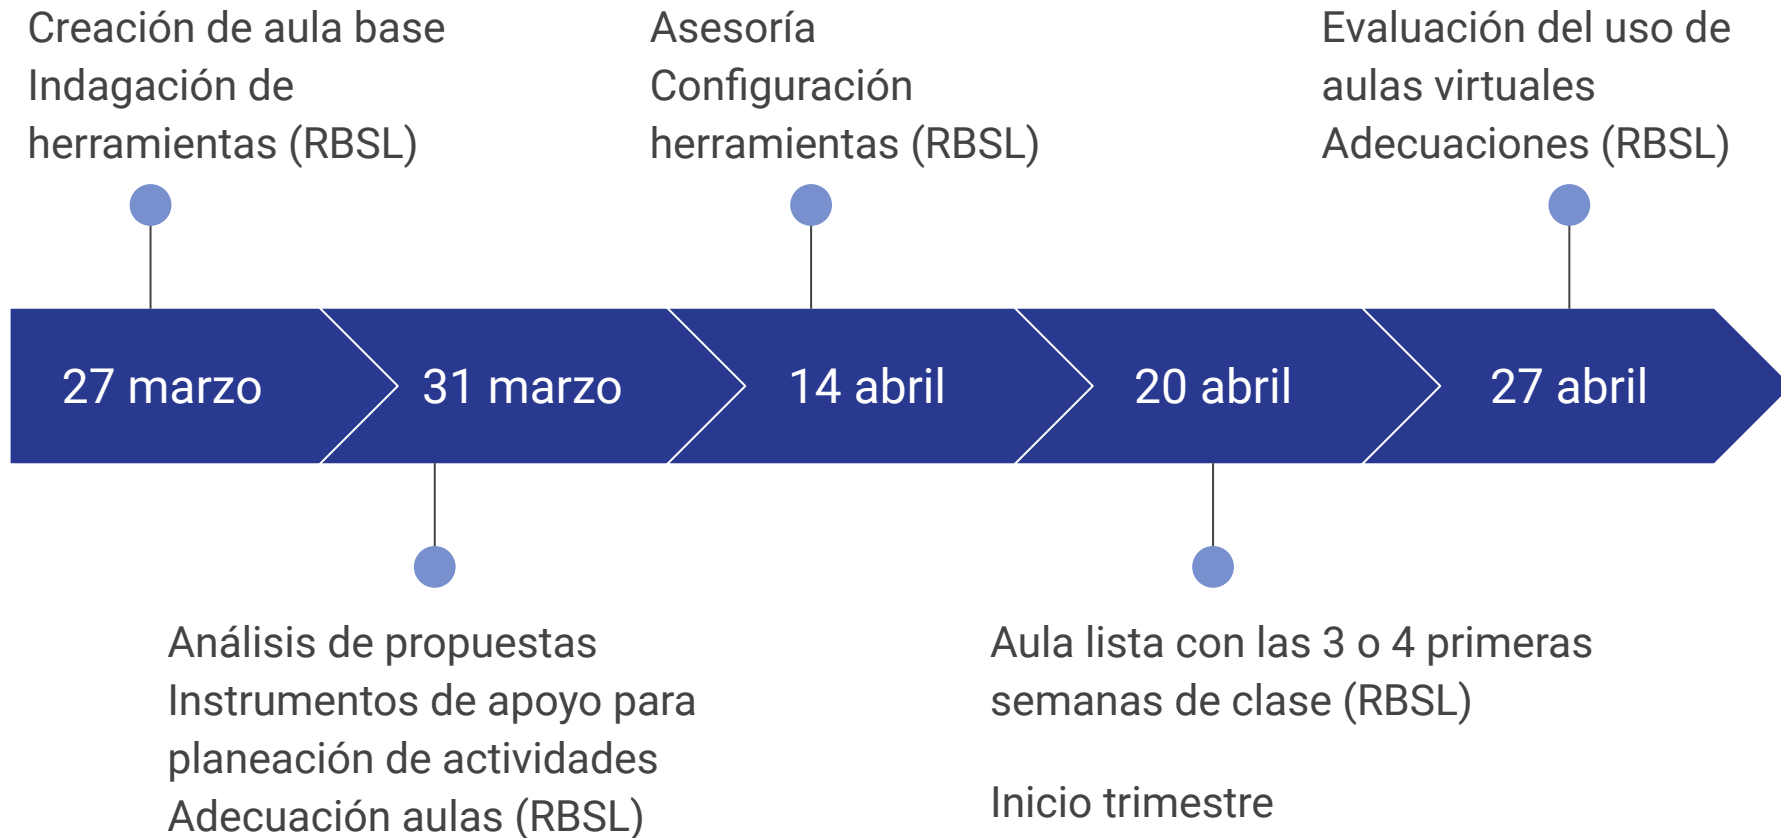 Creación de aula base
Indagación de
herramientas (RBSL)
Asesoría
Configuración
herramientas (RBSL)
Evaluación del uso de
aulas virtuales
Adecuaciones (RBSL)
27 marzo
31 marzo
14 abril
20 abril
27 abril
Análisis de propuestas
Instrumentos de apoyo para
planeación de actividades
Adecuación aulas (RBSL)
Aula lista con las 3 o 4 primeras
semanas de clase (RBSL)
Inicio trimestre